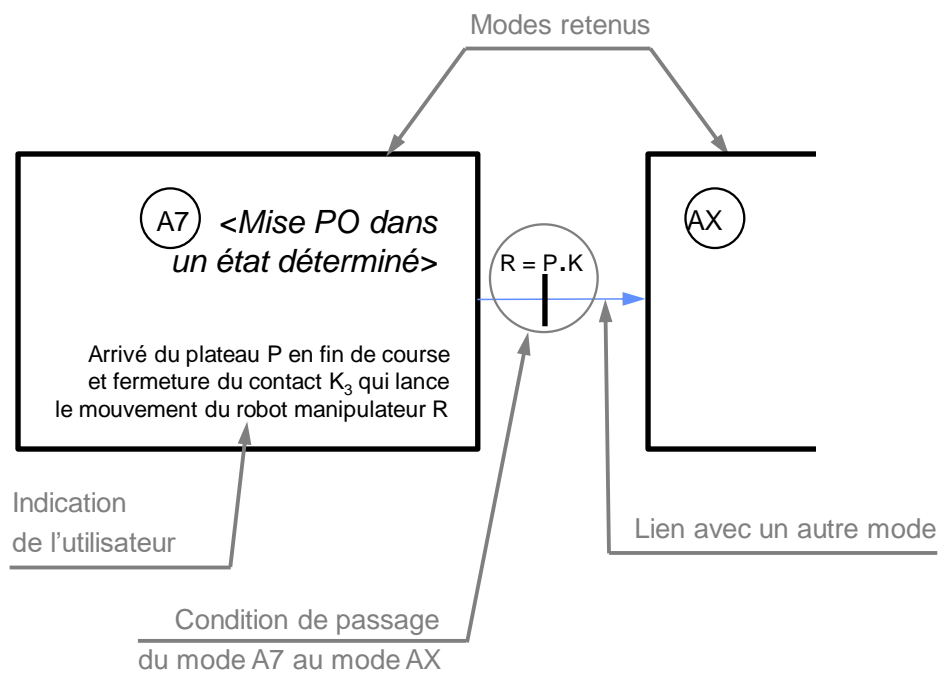 Modes retenus
A7 <Mise PO dans
un état déterminé>
AX
R = P.K
Arrivé du plateau P en fin de course
et fermeture du contact K₃ qui lance
le mouvement du robot manipulateur R
Indication
de l'utilisateur
Lien avec un autre mode
Condition de passage
du mode A7 au mode AX